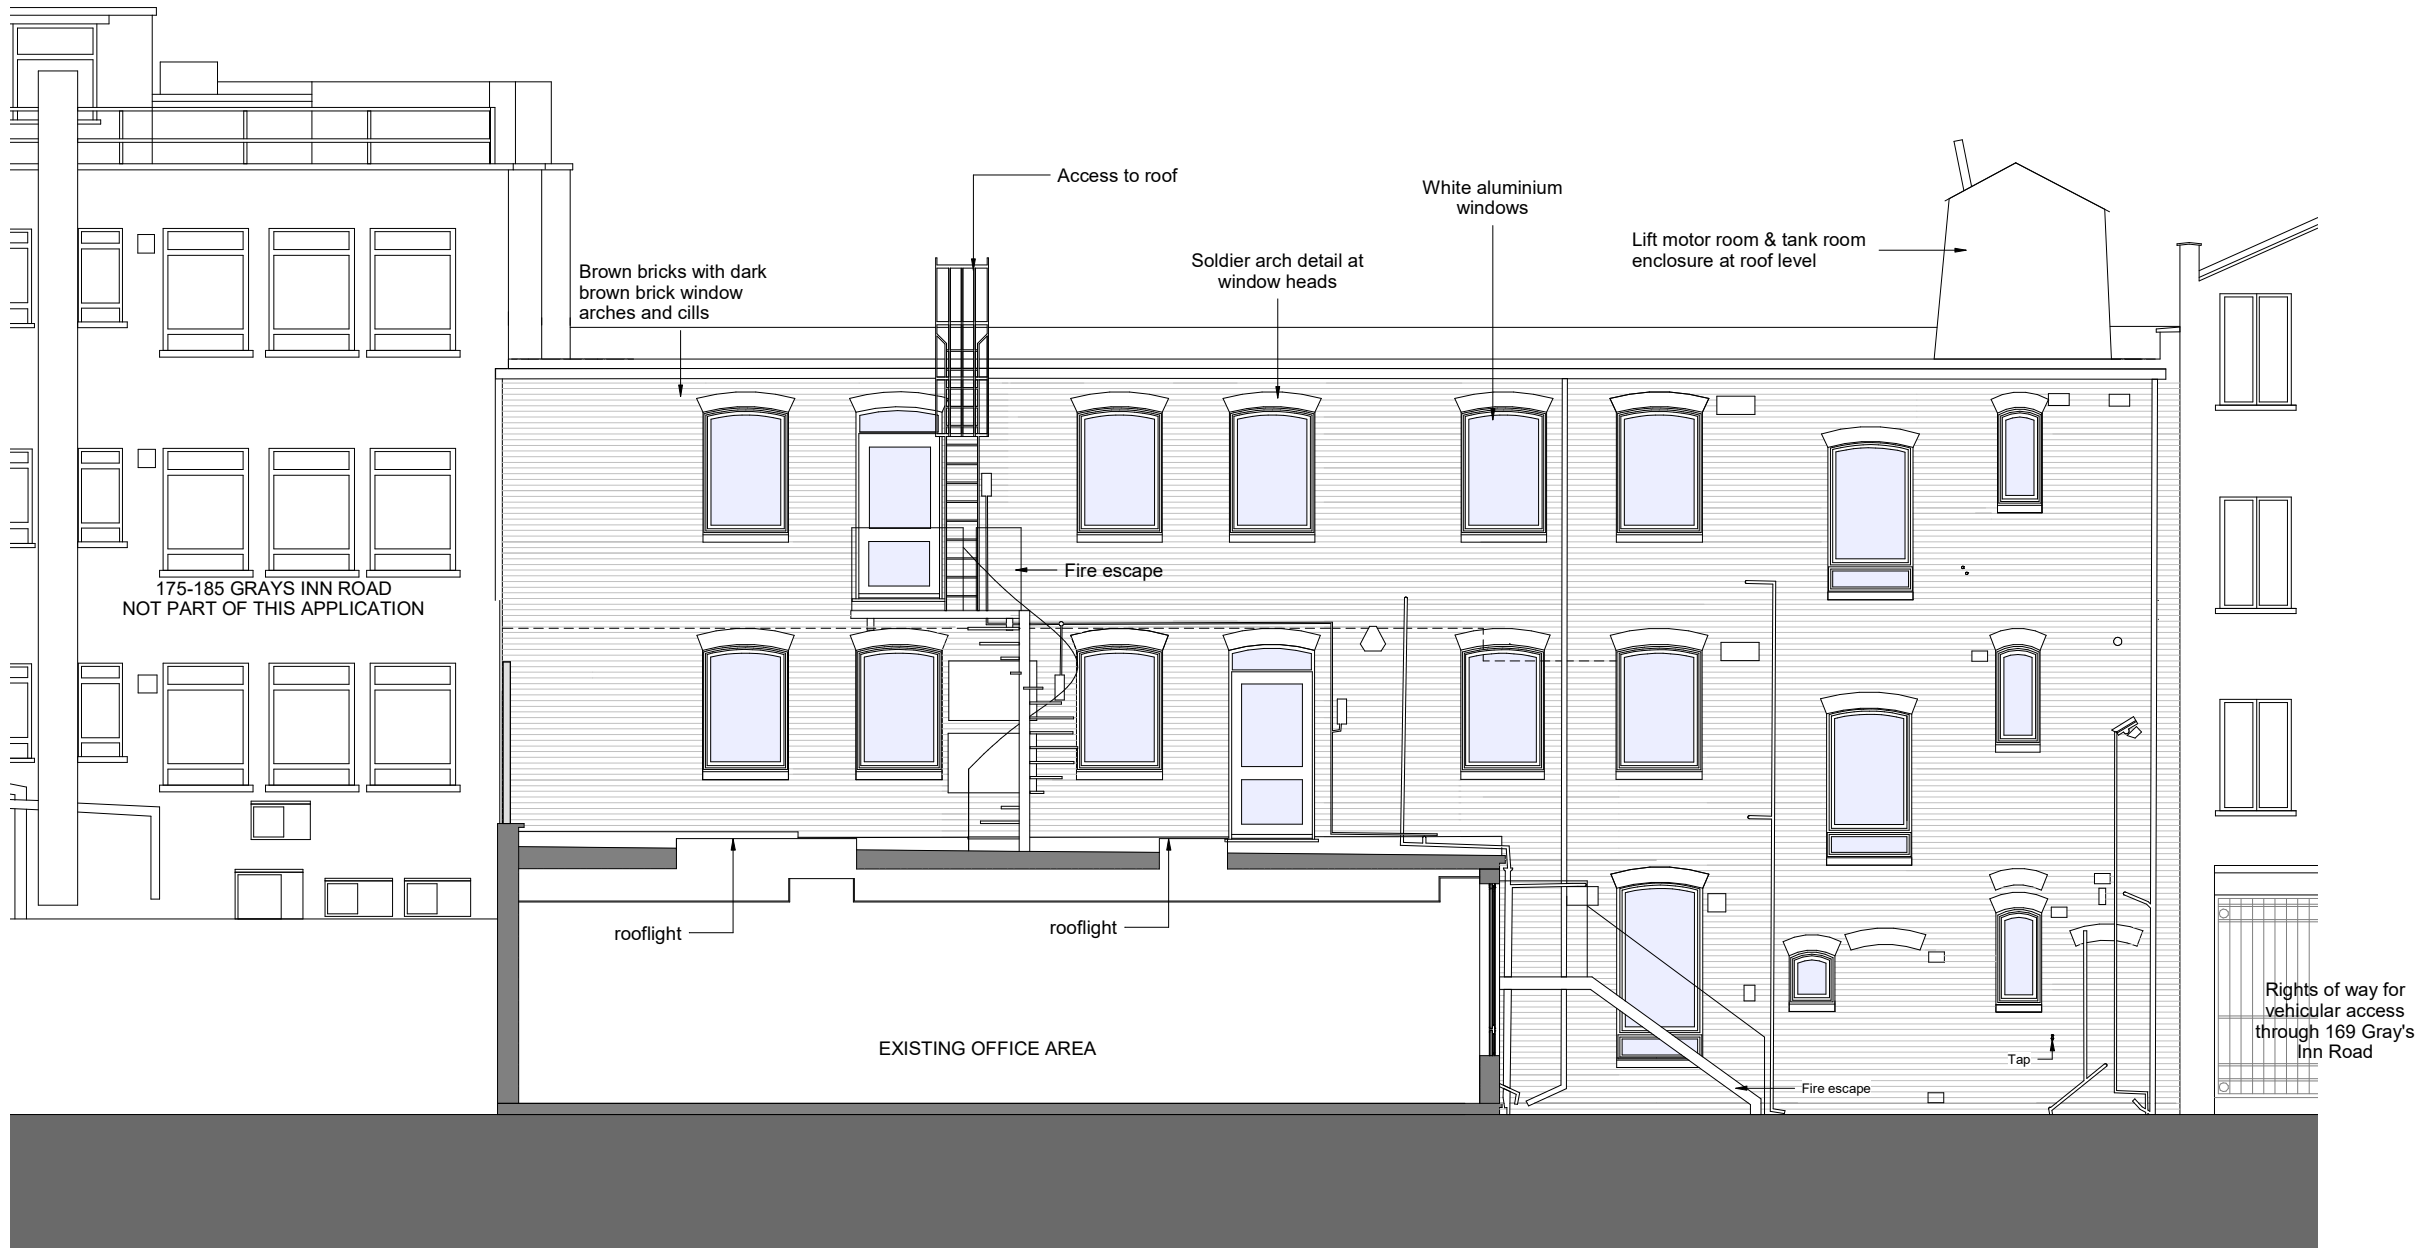 Access to roof
White aluminium
windows
Lift motor room & tank room
enclosure at roof level
Soldier arch detail at
window heads
Brown bricks with dark
brown brick window
arches and cills
Fire escape
175-185 GRAYS INN ROAD
NOT PART OF THIS APPLICATION
rooflight
rooflight
EXISTING OFFICE AREA
Rights of way for
vehicular access
through 169 Gray's
Inn Road
Tap
Fire escape